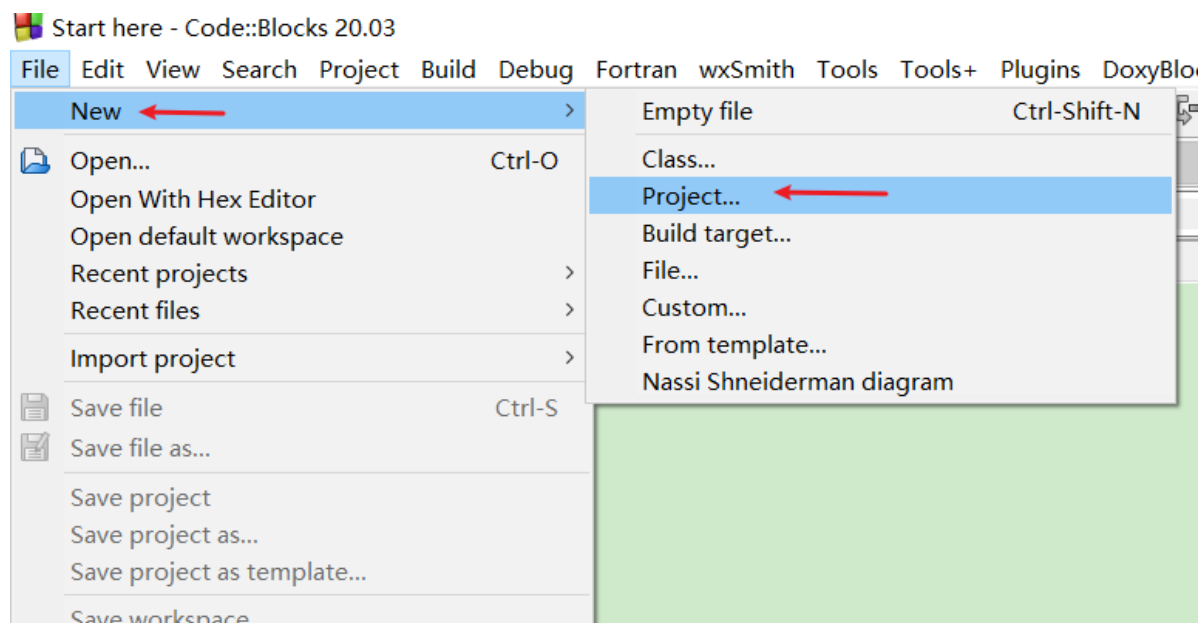 Start here - Code::Blocks 20.03
File Edit View Search Project Build Debug Fortran wxSmith Tools Tools+ Plugins DoxyBlo
New
Empty file Ctrl-Shift-N
Open... Ctrl-O
Class...
Open With Hex Editor
Project...
Open default workspace
Build target...
Recent projects
File...
Recent files
Custom...
Import project
From template...
Nassi Shneiderman diagram
Save file Ctrl-S
Save file as...
Save project
Save project as...
Save project as template...
Save workspace